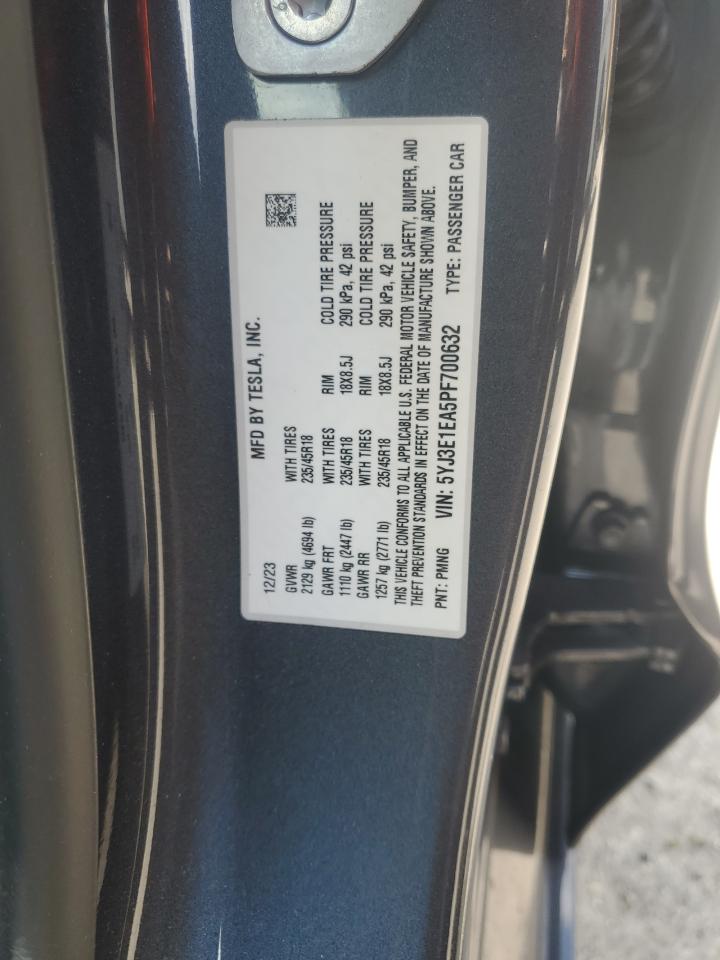 MFD BY TESLA, INC.
12/23
GVWR WITH TIRES
2129 kg (4694 lb) 235/45R18
GAWR FRT WITH TIRES RIM COLD TIRE PRESSURE
1110 kg (2447 lb) 235/45R18 18X8.5J 290 kPa, 42 psi
GAWR RR WITH TIRES RIM COLD TIRE PRESSURE
1257 kg (2771 lb) 235/45R18 18X8.5J 290 kPa, 42 psi
THIS VEHICLE CONFORMS TO ALL APPLICABLE U.S. FEDERAL MOTOR VEHICLE SAFETY, BUMPER, AND
THEFT PREVENTION STANDARDS IN EFFECT ON THE DATE OF MANUFACTURE SHOWN ABOVE.
PNT: PMNG VIN: 5YJ3E1EA5PF700632 TYPE: PASSENGER CAR